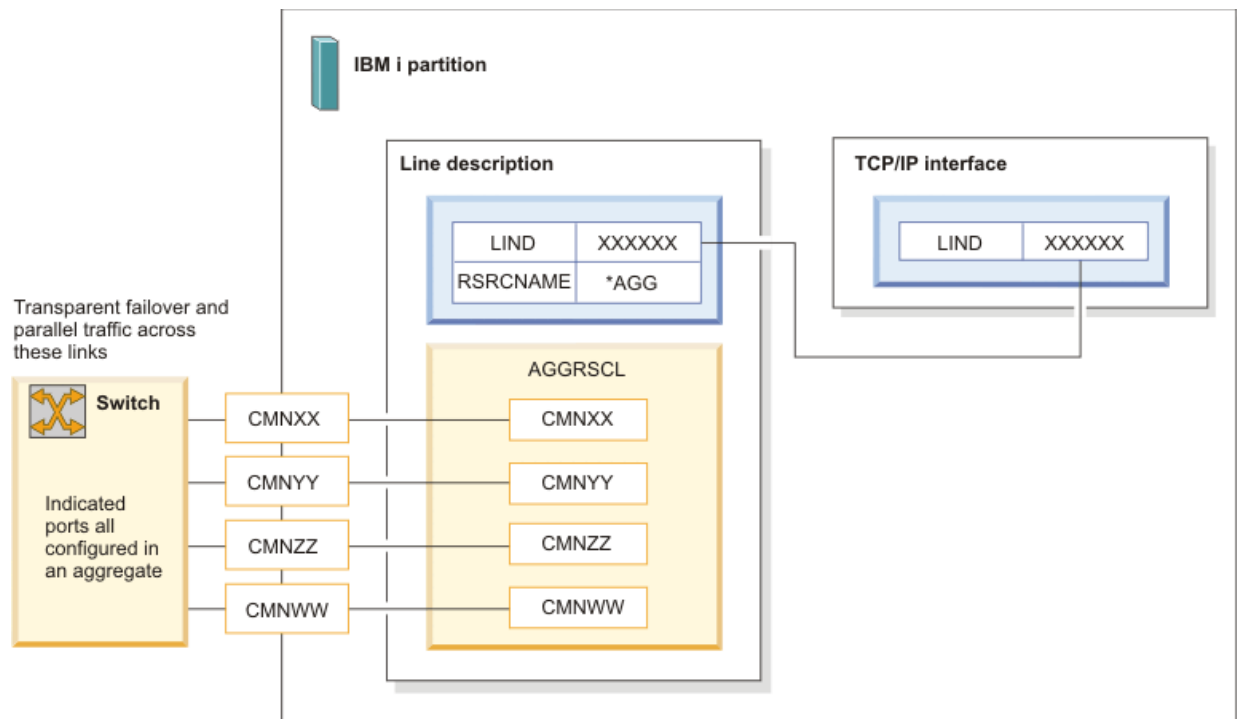 IBM i partition
Line description
TCP/IP interface
LIND XXXXXX
RSRCNAME *AGG
LIND XXXXXX
Transparent failover and
parallel traffic across
these links
Switch
Indicated
ports all
configured in
an aggregate
CMNXX
CMNYY
CMNZZ
CMNWW
AGGRSCL
CMNXX
CMNYY
CMNZZ
CMNWW